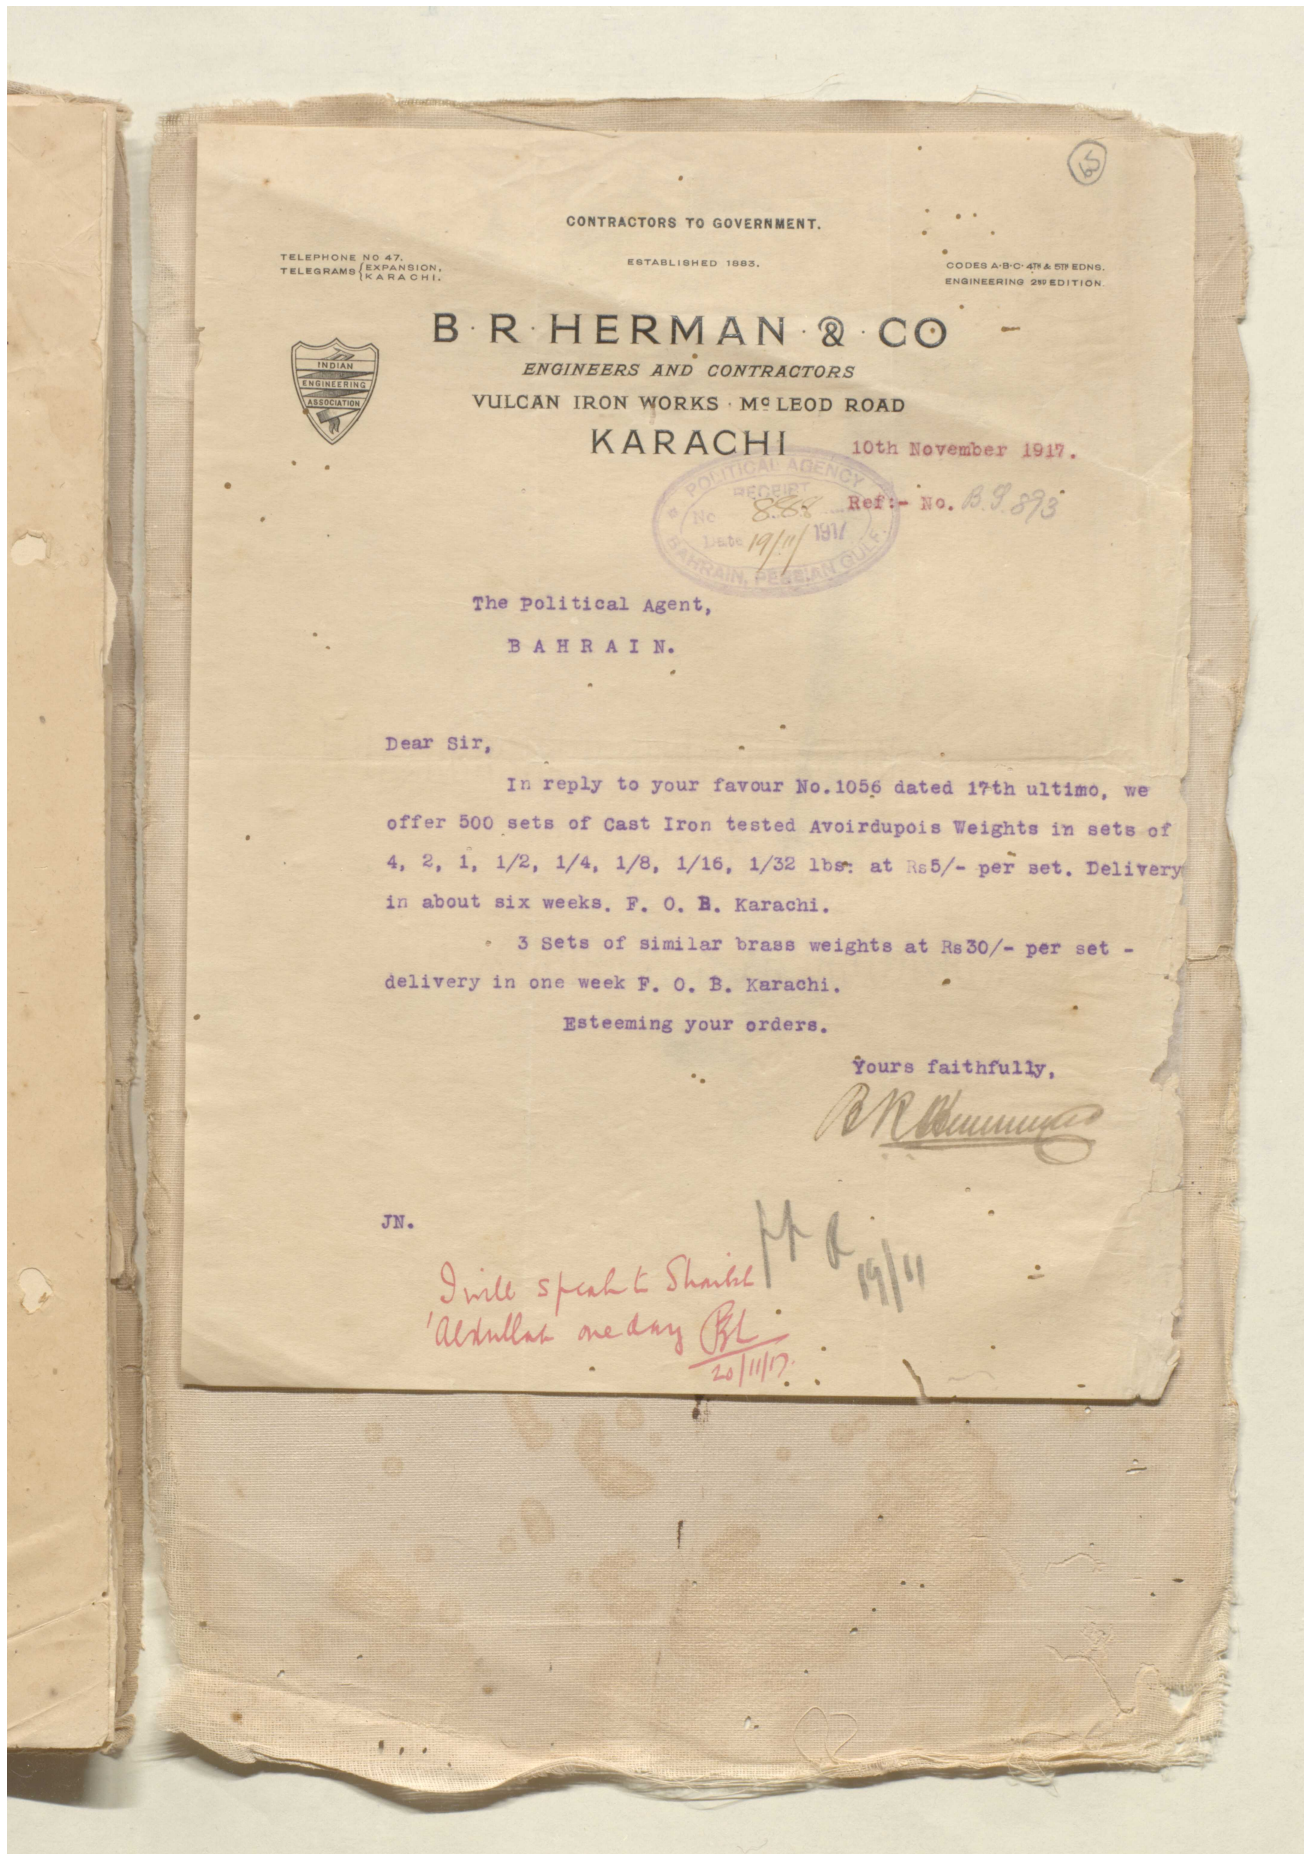 65
CONTRACTORS TO GOVERNMENT.
TELEPHONE NO 47.
TELEGRAMS { EXPANSION,
KARACHI.
ESTABLISHED 1883.
CODES A·B·C· 4TH & 5TH EDNS.
ENGINEERING 2ND EDITION.
B · R · HERMAN · & · CO
ENGINEERS AND CONTRACTORS
VULCAN IRON WORKS · McLEOD ROAD
KARACHI
INDIAN
ENGINEERING
ASSOCIATION
10th November 1917.
POLITICAL AGENCY
RECEIPT
No 888
Date 19/11/1917
BAHRAIN, PERSIAN GULF.
Ref:- No. B.G. 893
The Political Agent,
B A H R A I N.
Dear Sir,
In reply to your favour No.1056 dated 17th ultimo, we
offer 500 sets of Cast Iron tested Avoirdupois Weights in sets of
4, 2, 1, 1/2, 1/4, 1/8, 1/16, 1/32 lbs: at Rs5/- per set. Delivery
in about six weeks. F. O. B. Karachi.
3 Sets of similar brass weights at Rs30/- per set -
delivery in one week F. O. B. Karachi.
Esteeming your orders.
Yours faithfully,
B R Herman
JN.
19/11
I will speak to Shaikh
'Abdullah one day
20/11/17.